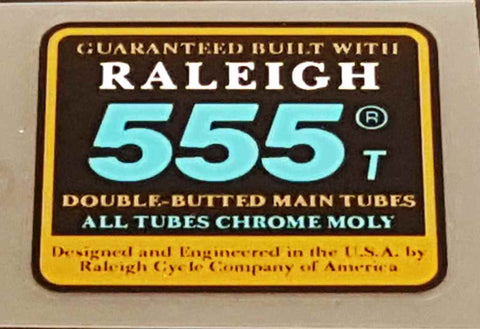 GUARANTEED BUILT WITH
RALEIGH
555®
T
DOUBLE-BUTTED MAIN TUBES
ALL TUBES CHROME MOLY
Designed and Engineered in the U.S.A. by
Raleigh Cycle Company of America